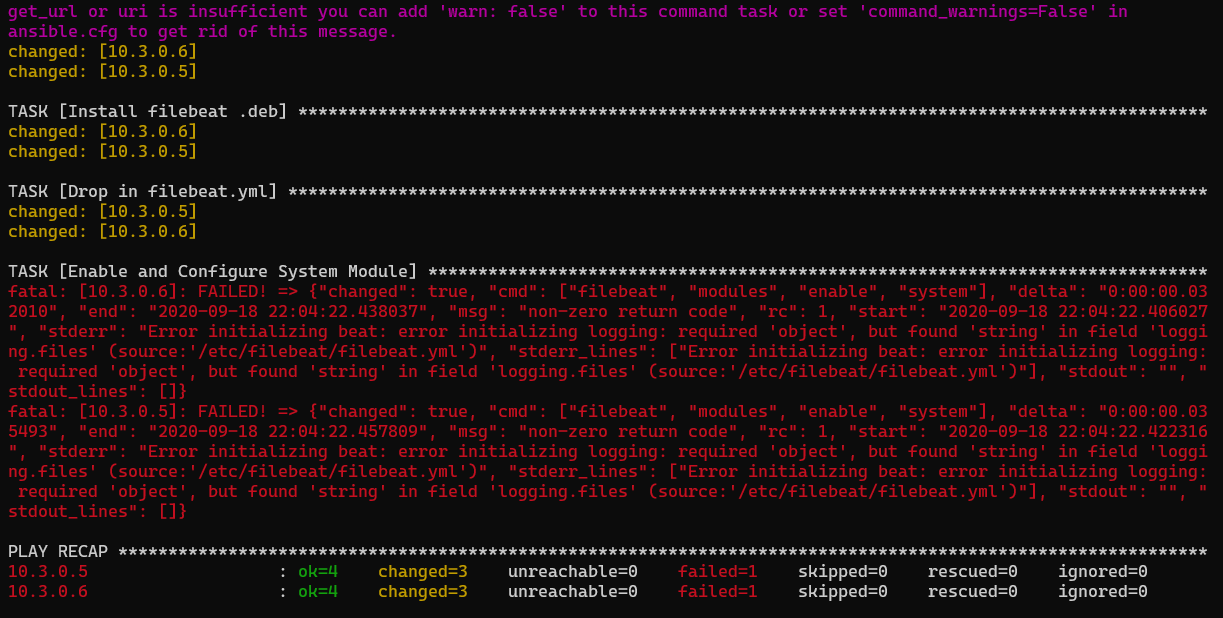 get_url or uri is insufficient you can add 'warn: false' to this command task or set 'command_warnings=False' in
ansible.cfg to get rid of this message.
changed: [10.3.0.6]
changed: [10.3.0.5]
TASK [Install filebeat .deb] *******************************************************************************************
changed: [10.3.0.6]
changed: [10.3.0.5]
TASK [Drop in filebeat.yml] ********************************************************************************************
changed: [10.3.0.5]
changed: [10.3.0.6]
TASK [Enable and Configure System Module] ******************************************************************************
fatal: [10.3.0.6]: FAILED! => {"changed": true, "cmd": ["filebeat", "modules", "enable", "system"], "delta": "0:00:00.03
2010", "end": "2020-09-18 22:04:22.438037", "msg": "non-zero return code", "rc": 1, "start": "2020-09-18 22:04:22.406027
", "stderr": "Error initializing beat: error initializing logging: required 'object', but found 'string' in field 'loggi
ng.files' (source:'/etc/filebeat/filebeat.yml')", "stderr_lines": ["Error initializing beat: error initializing logging:
 required 'object', but found 'string' in field 'logging.files' (source:'/etc/filebeat/filebeat.yml')"], "stdout": "", "
stdout_lines": []}
fatal: [10.3.0.5]: FAILED! => {"changed": true, "cmd": ["filebeat", "modules", "enable", "system"], "delta": "0:00:00.03
5493", "end": "2020-09-18 22:04:22.457809", "msg": "non-zero return code", "rc": 1, "start": "2020-09-18 22:04:22.422316
", "stderr": "Error initializing beat: error initializing logging: required 'object', but found 'string' in field 'loggi
ng.files' (source:'/etc/filebeat/filebeat.yml')", "stderr_lines": ["Error initializing beat: error initializing logging:
 required 'object', but found 'string' in field 'logging.files' (source:'/etc/filebeat/filebeat.yml')"], "stdout": "", "
stdout_lines": []}
PLAY RECAP *************************************************************************************************************
10.3.0.5                   : ok=4    changed=3    unreachable=0    failed=1    skipped=0    rescued=0    ignored=0
10.3.0.6                   : ok=4    changed=3    unreachable=0    failed=1    skipped=0    rescued=0    ignored=0